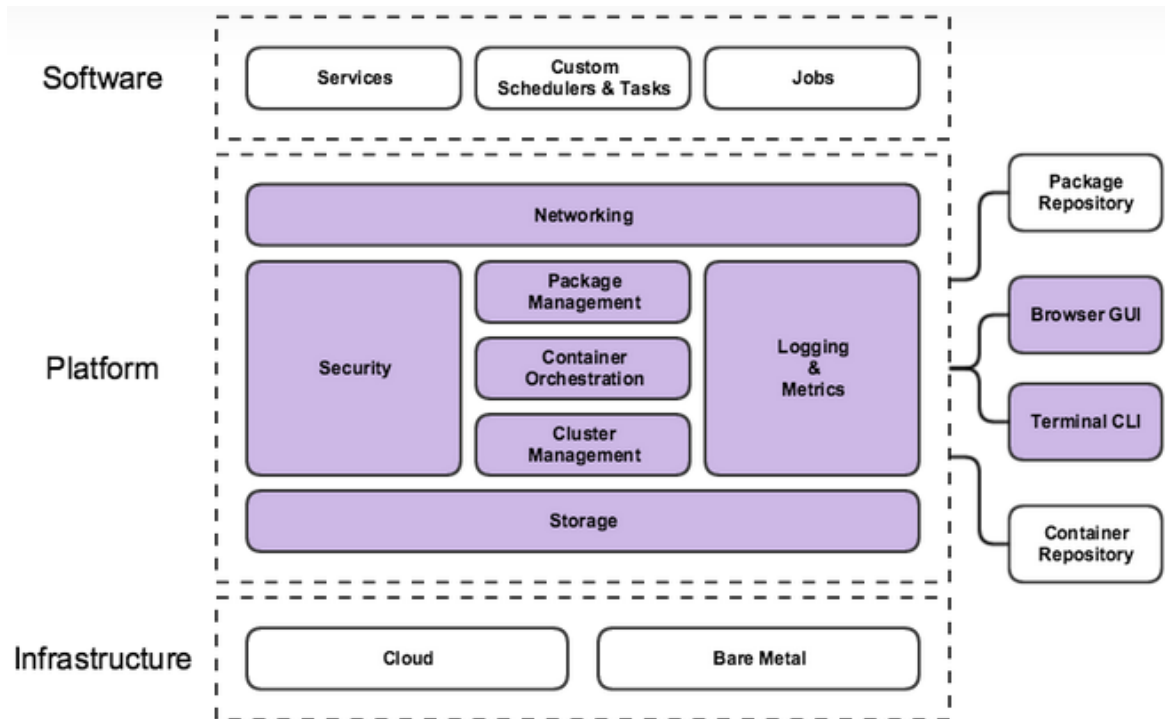 Software
Services
Custom
Schedulers & Tasks
Jobs
Platform
Networking
Security
Package
Management
Container
Orchestration
Cluster
Management
Logging
&
Metrics
Storage
Package
Repository
Browser GUI
Terminal CLI
Container
Repository
Infrastructure
Cloud
Bare Metal